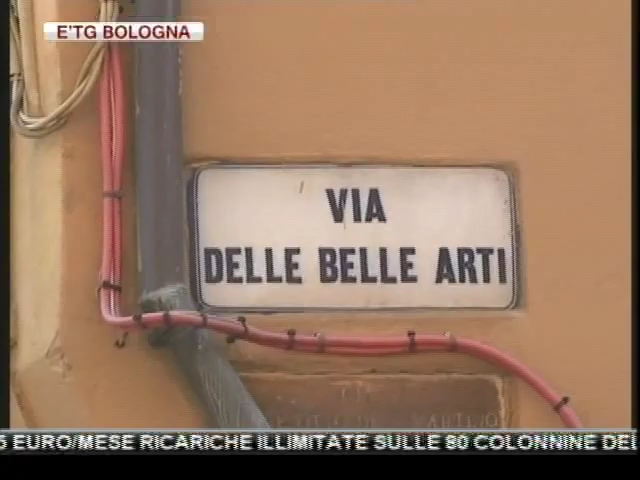 E'TG BOLOGNA
VIA
DELLE BELLE ARTI
EURO/MESE RICARICHE ILLIMITATE SULLE 80 COLONNINE DEL